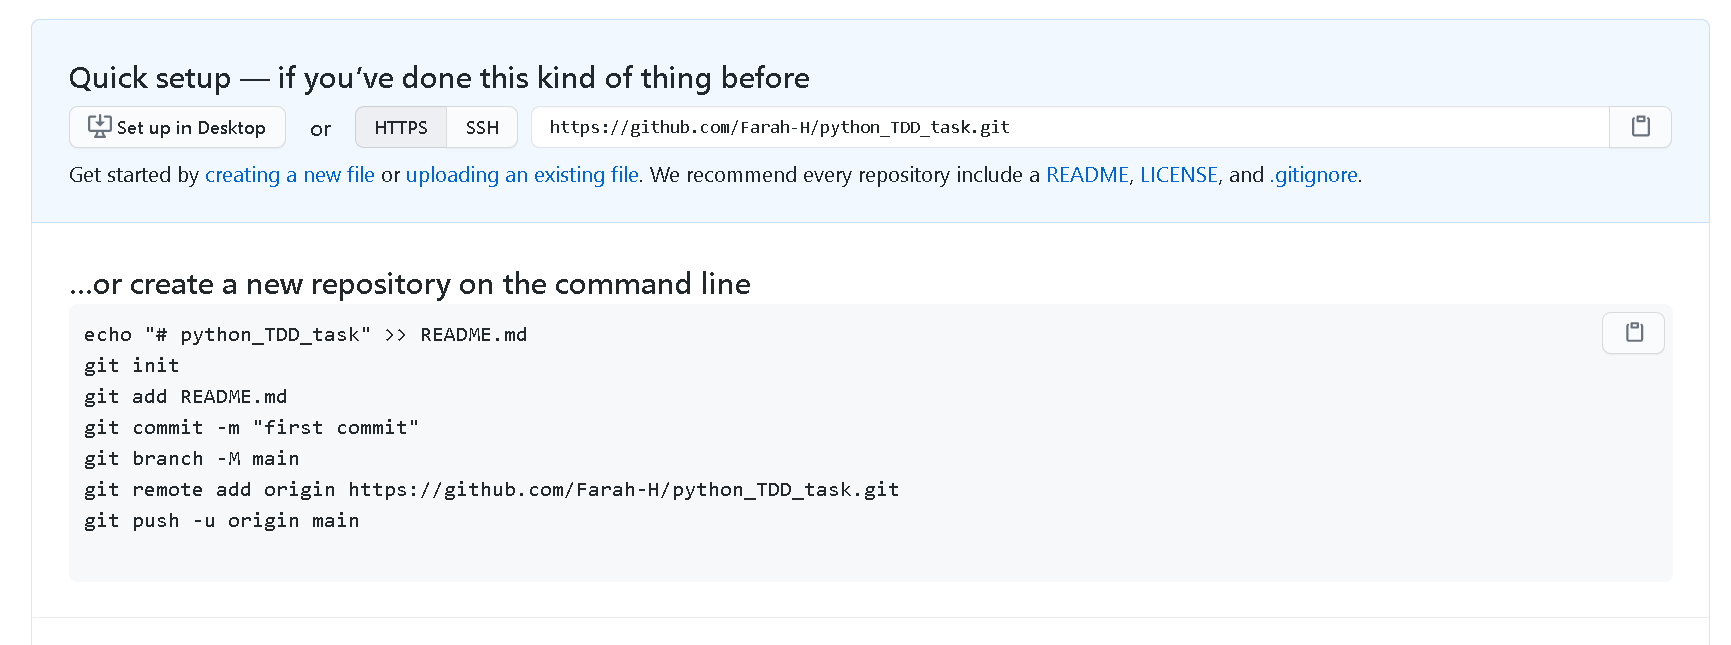 Quick setup — if you’ve done this kind of thing before
Set up in Desktop or HTTPS SSH https://github.com/Farah-H/python_TDD_task.git
Get started by creating a new file or uploading an existing file. We recommend every repository include a README, LICENSE, and .gitignore.
…or create a new repository on the command line
echo "# python_TDD_task" >> README.md
git init
git add README.md
git commit -m "first commit"
git branch -M main
git remote add origin https://github.com/Farah-H/python_TDD_task.git
git push -u origin main